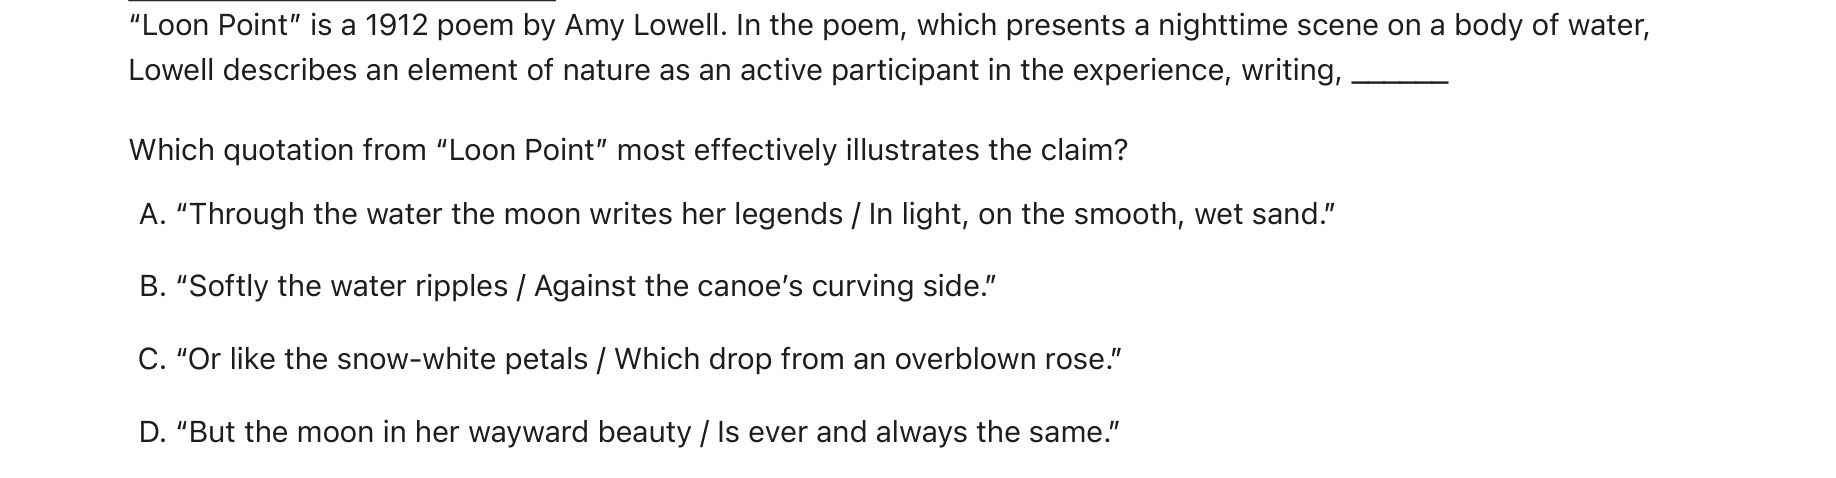 “Loon Point” is a 1912 poem by Amy Lowell. In the poem, which presents a nighttime scene on a body of water,
Lowell describes an element of nature as an active participant in the experience, writing, ______
Which quotation from “Loon Point” most effectively illustrates the claim?
A. “Through the water the moon writes her legends / In light, on the smooth, wet sand.”
B. “Softly the water ripples / Against the canoe’s curving side.”
C. “Or like the snow-white petals / Which drop from an overblown rose.”
D. “But the moon in her wayward beauty / Is ever and always the same.”